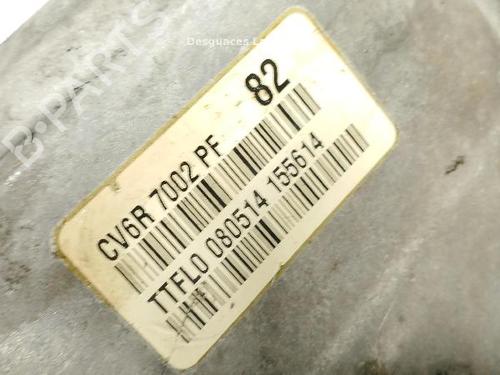 Desguaces L
82
CV6R 7002 PF
TTFL0 080514 155614
B-PARTS